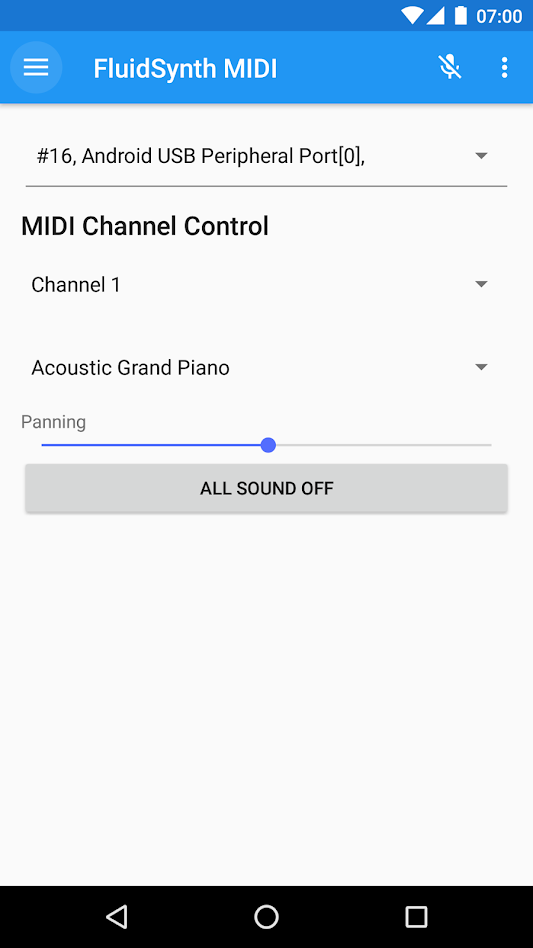 07:00
FluidSynth MIDI
#16, Android USB Peripheral Port[0],
MIDI Channel Control
Channel 1
Acoustic Grand Piano
Panning
ALL SOUND OFF